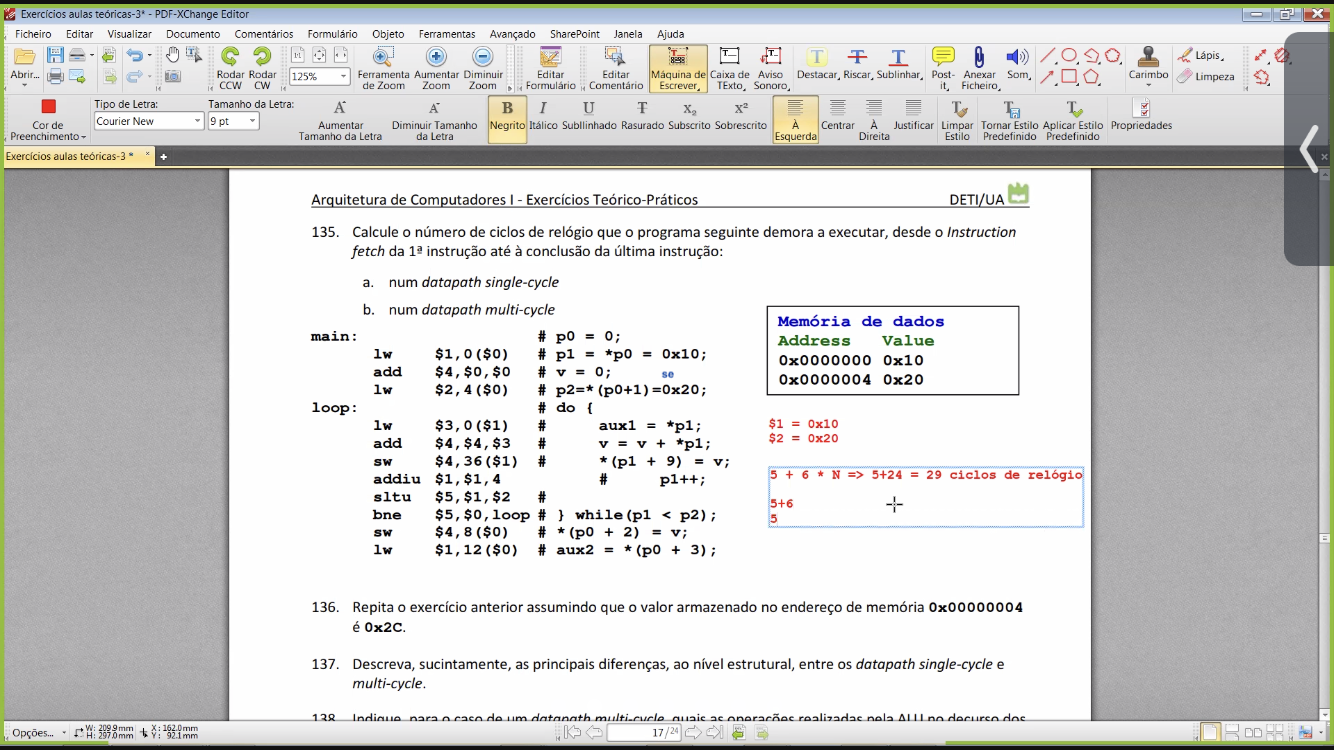 Exercícios aulas teóricas-3* - PDF-XChange Editor
Ficheiro Editar Visualizar Documento Comentários Formulário Objeto Ferramentas Avançado SharePoint Janela Ajuda
Abrir...
Rodar CCW
Rodar CW
125%
Ferramenta de Zoom
Aumentar Zoom
Diminuir Zoom
Editar Formulário
Editar Comentário
Máquina de Escrever
Caixa de TExto
Aviso Sonoro
Destacar
Riscar
Sublinhar
Post-it
Anexar Ficheiro
Som
Carimbo
Lápis
Limpeza
Cor de Preenchimento
Tipo de Letra:
Courier New
Tamanho da Letra:
9 pt
Aumentar Tamanho da Letra
Diminuir Tamanho da Letra
Negrito
Itálico
Subllinhado
Rasurado
Subscrito
Sobrescrito
À Esquerda
Centrar
À Direita
Justificar
Limpar Estilo
Tornar Estilo Predefinido
Aplicar Estilo Predefinido
Propriedades
Exercícios aulas teóricas-3 *
Arquitetura de Computadores I - Exercícios Teórico-Práticos DETI/UA
135. Calcule o número de ciclos de relógio que o programa seguinte demora a executar, desde o Instruction
fetch da 1ª instrução até à conclusão da última instrução:
a. num datapath single-cycle
b. num datapath multi-cycle
main: # p0 = 0;
lw $1,0($0) # p1 = *p0 = 0x10;
add $4,$0,$0 # v = 0;
se
lw $2,4($0) # p2=*(p0+1)=0x20;
loop: # do {
lw $3,0($1) # aux1 = *p1;
add $4,$4,$3 # v = v + *p1;
sw $4,36($1) # *(p1 + 9) = v;
addiu $1,$1,4 # p1++;
sltu $5,$1,$2 #
bne $5,$0,loop # } while(p1 < p2);
sw $4,8($0) # *(p0 + 2) = v;
lw $1,12($0) # aux2 = *(p0 + 3);
Memória de dados
Address Value
0x00000000 0x10
0x00000004 0x20
$1 = 0x10
$2 = 0x20
5 + 6 * N => 5+24 = 29 ciclos de relógio
5+6
5
136. Repita o exercício anterior assumindo que o valor armazenado no endereço de memória 0x00000004
é 0x2C.
137. Descreva, sucintamente, as principais diferenças, ao nível estrutural, entre os datapath single-cycle e
multi-cycle.
138. Indique, para o caso de um datapath multi-cycle, quais as operações realizadas pela ALU no decurso dos
Opções...
W: 209.9mm
H: 297.0mm
X: 162.0mm
Y: 92.1mm
17/24